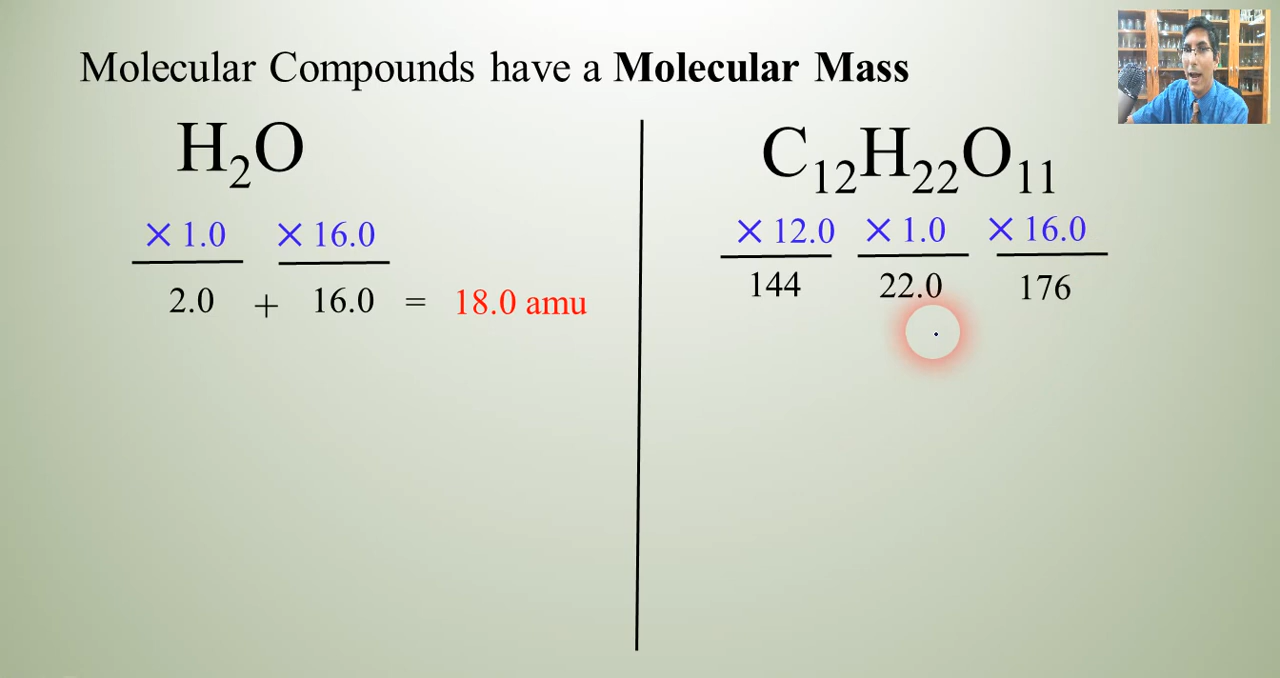 Molecular Compounds have a Molecular Mass
H₂O
× 1.0 × 16.0
2.0 + 16.0 = 18.0 amu
C₁₂H₂₂O₁₁
× 12.0 × 1.0 × 16.0
144 22.0 176